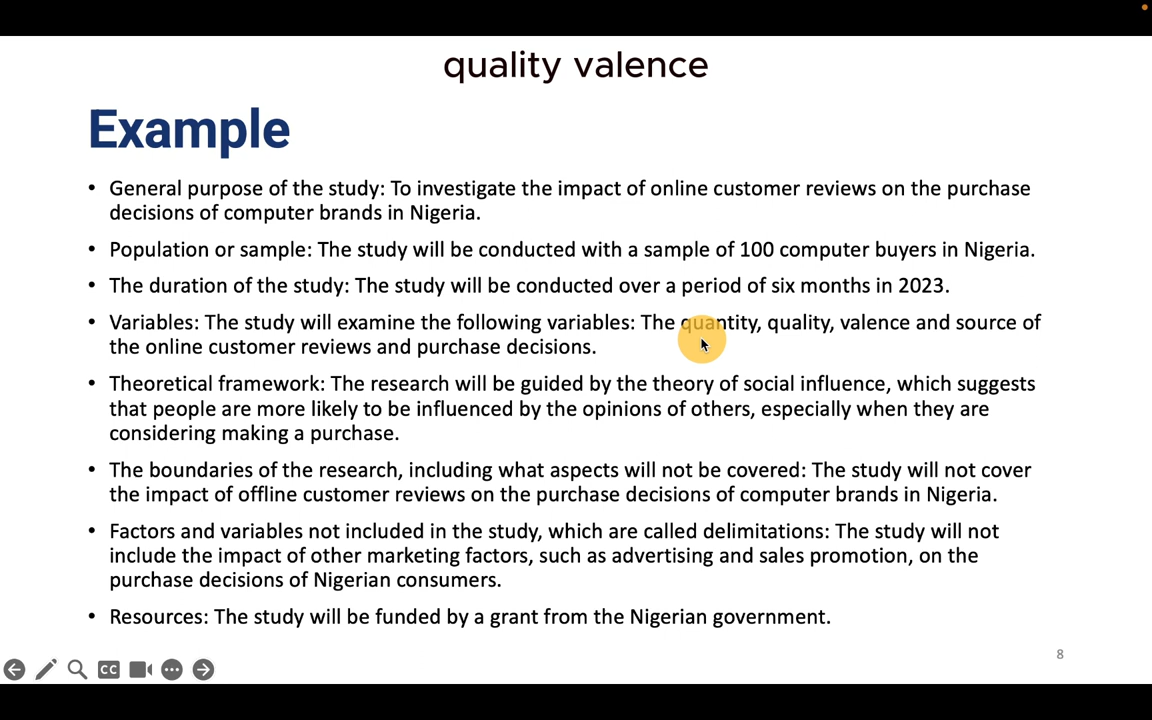 quality valence
Example
• General purpose of the study: To investigate the impact of online customer reviews on the purchase
decisions of computer brands in Nigeria.
• Population or sample: The study will be conducted with a sample of 100 computer buyers in Nigeria.
• The duration of the study: The study will be conducted over a period of six months in 2023.
• Variables: The study will examine the following variables: The quantity, quality, valence and source of
the online customer reviews and purchase decisions.
• Theoretical framework: The research will be guided by the theory of social influence, which suggests
that people are more likely to be influenced by the opinions of others, especially when they are
considering making a purchase.
• The boundaries of the research, including what aspects will not be covered: The study will not cover
the impact of offline customer reviews on the purchase decisions of computer brands in Nigeria.
• Factors and variables not included in the study, which are called delimitations: The study will not
include the impact of other marketing factors, such as advertising and sales promotion, on the
purchase decisions of Nigerian consumers.
• Resources: The study will be funded by a grant from the Nigerian government.
8
CC